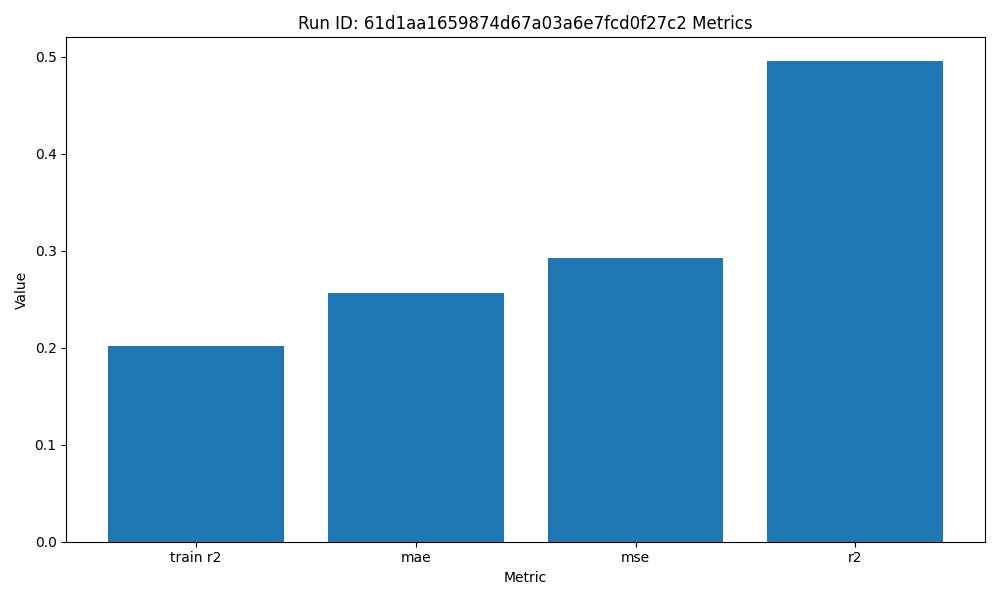 Run ID: 61d1aa1659874d67a03a6e7fcd0f27c2 Metrics
0.5
0.4
0.3
0.2
0.1
0.0
Value
train r2
mae
mse
r2
Metric